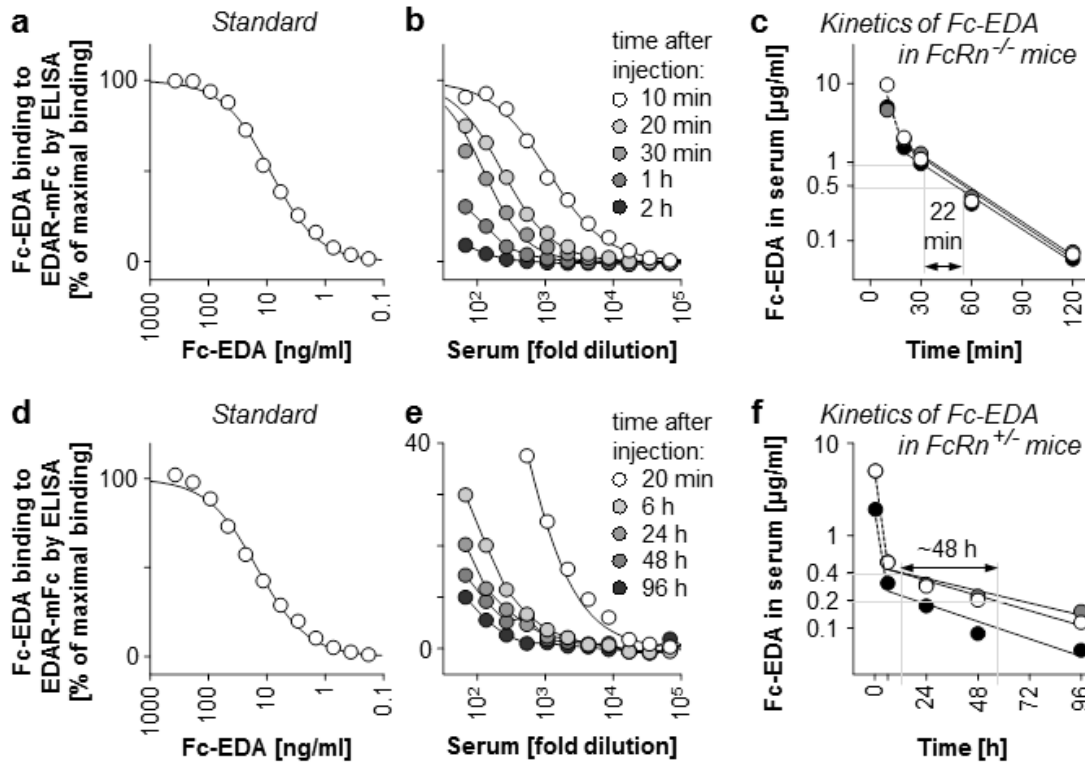 a
Standard
Fc-EDA binding to
EDAR-mFc by ELISA
[% of maximal binding]
100
0
1000
100
10
1
0.1
Fc-EDA [ng/ml]
b
time after
injection:
10 min
20 min
30 min
1 h
2 h
10²
10³
10⁴
10⁵
Serum [fold dilution]
c
Kinetics of Fc-EDA
in FcRn⁻/⁻ mice
Fc-EDA in serum [µg/ml]
10
1
0.5
0.1
22
min
0
30
60
90
120
Time [min]
d
Standard
Fc-EDA binding to
EDAR-mFc by ELISA
[% of maximal binding]
100
0
1000
100
10
1
0.1
Fc-EDA [ng/ml]
e
time after
injection:
20 min
6 h
24 h
48 h
96 h
40
0
10²
10³
10⁴
10⁵
Serum [fold dilution]
f
Kinetics of Fc-EDA
in FcRn⁺/⁻ mice
Fc-EDA in serum [µg/ml]
10
1
0.4
0.2
0.1
~48 h
0
24
48
72
96
Time [h]